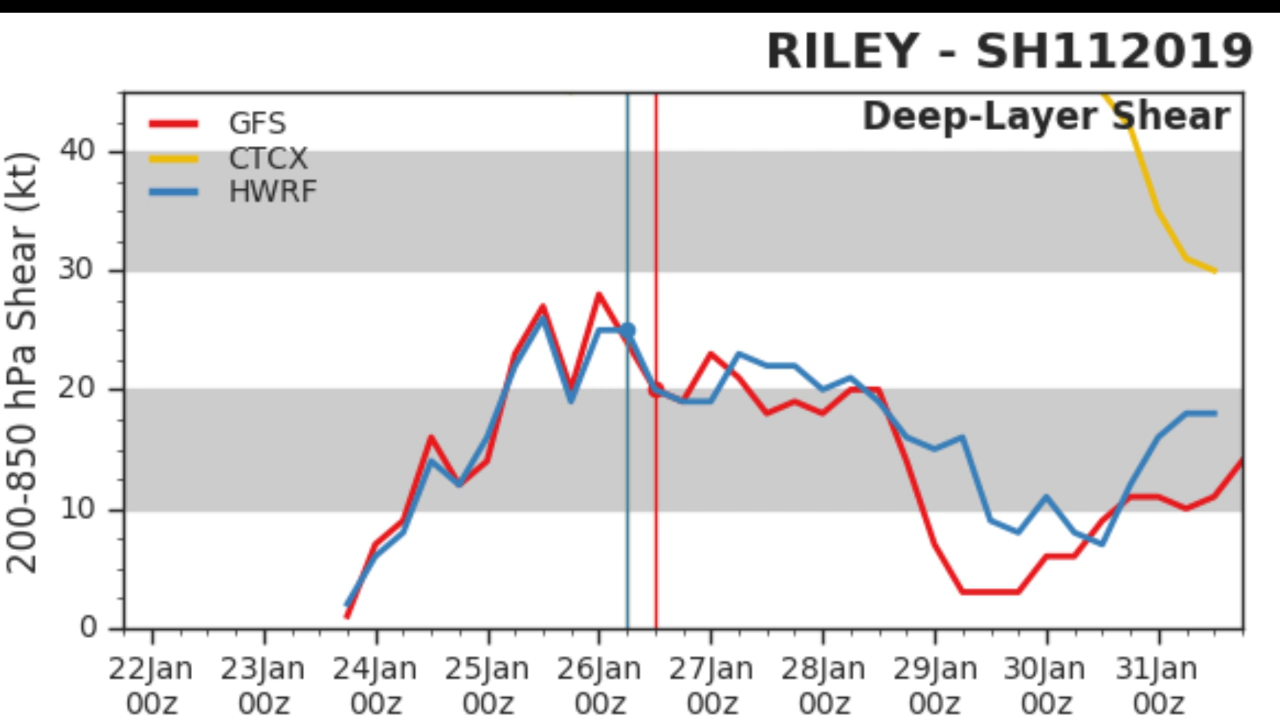 RILEY - SH112019
Deep-Layer Shear
GFS
CTCX
HWRF
200-850 hPa Shear (kt)
40
30
20
10
0
22Jan 23Jan 24Jan 25Jan 26Jan 27Jan 28Jan 29Jan 30Jan 31Jan
00z 00z 00z 00z 00z 00z 00z 00z 00z 00z